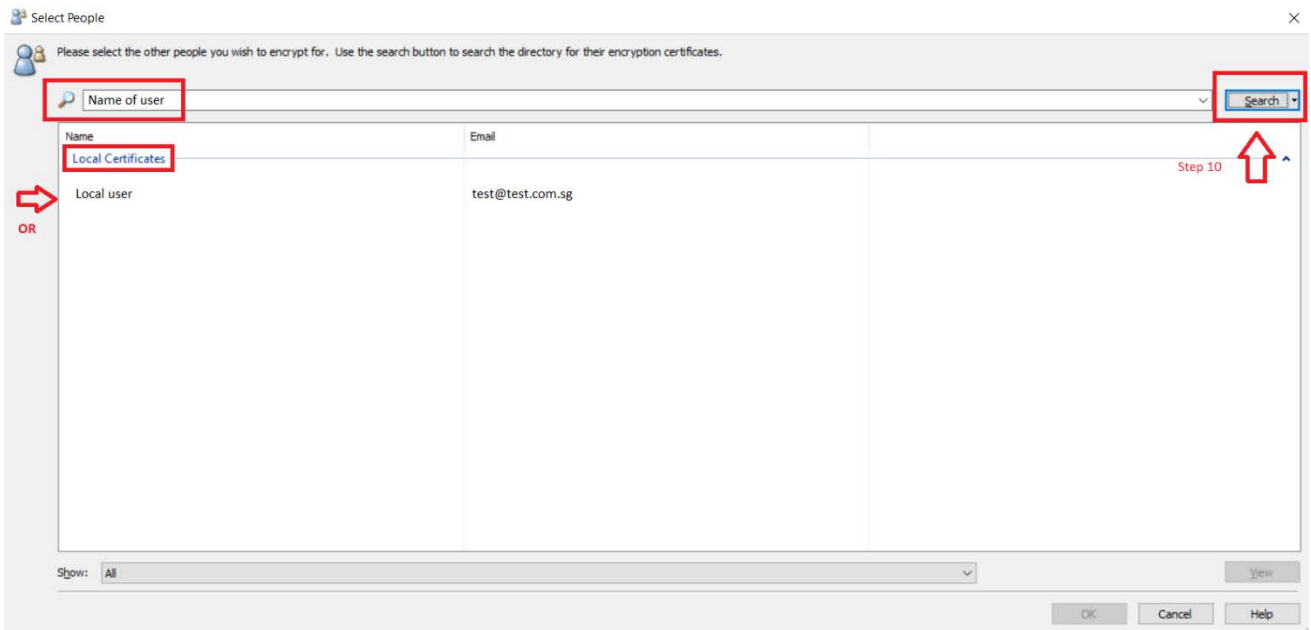 Select People
Please select the other people you wish to encrypt for. Use the search button to search the directory for their encryption certificates.
Name of user
Search
Name Email
Local Certificates
Step 10
Local user test@test.com.sg
OR
Show: All
View
OK Cancel Help